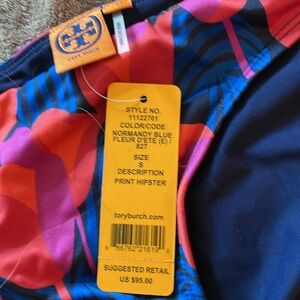 TORY BURCH
STYLE NO.
11122701
COLOR/CODE
NORMANDY BLUE
FLEUR D'ETE (E) /
827
SIZE
S
DESCRIPTION
PRINT HIPSTER
toryburch.com
SUGGESTED RETAIL
US $95.00